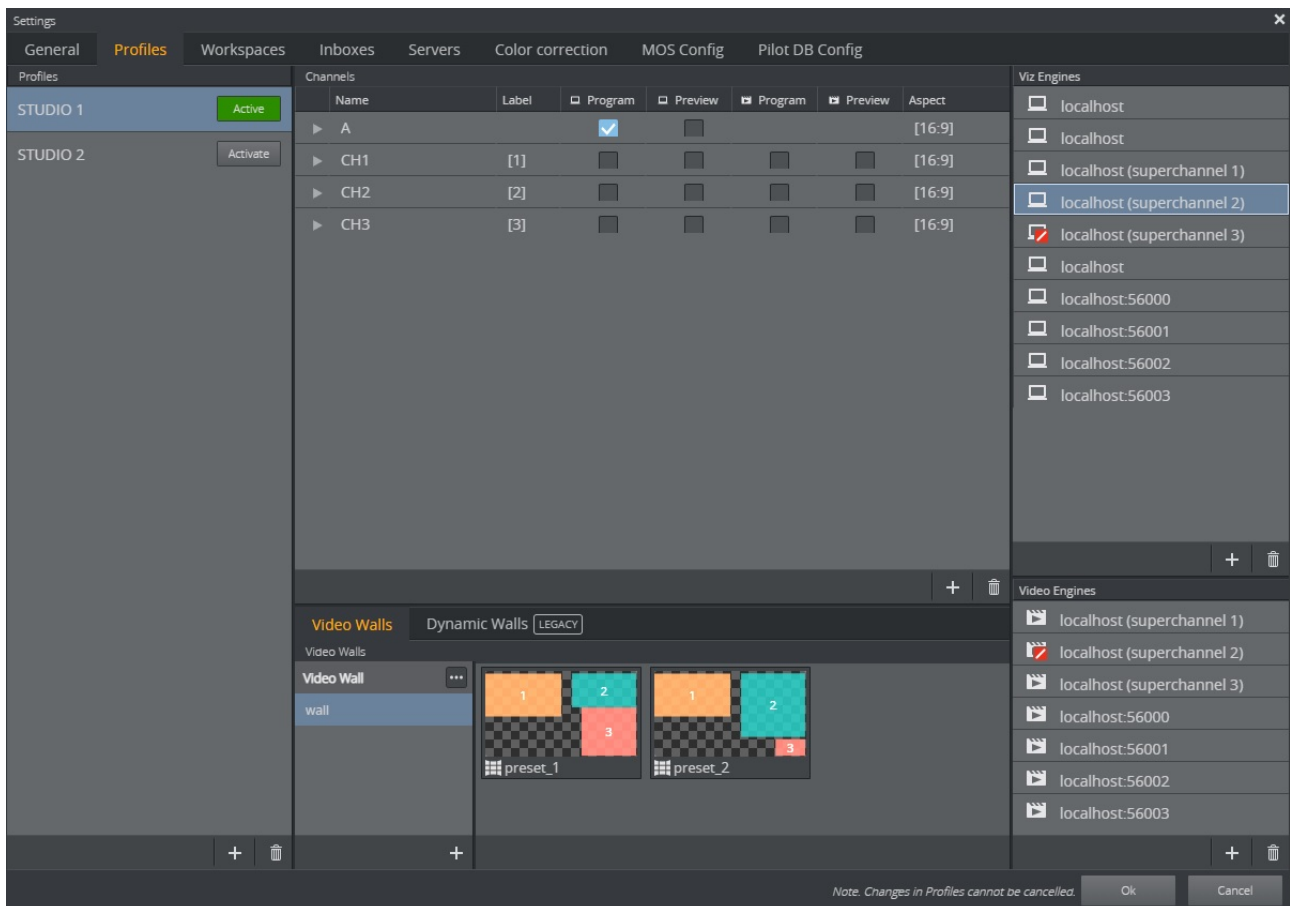 Settings
General Profiles Workspaces Inboxes Servers Color correction MOS Config Pilot DB Config
Profiles
STUDIO 1 Active
STUDIO 2 Activate
Channels
Name Label Program Preview Program Preview Aspect
A [16:9]
CH1 [1] [16:9]
CH2 [2] [16:9]
CH3 [3] [16:9]
Viz Engines
localhost
localhost
localhost (superchannel 1)
localhost (superchannel 2)
localhost (superchannel 3)
localhost
localhost:56000
localhost:56001
localhost:56002
localhost:56003
Video Walls Dynamic Walls LEGACY
Video Walls
Video Wall
wall
1 2 3
preset_1
1 2 3
preset_2
Video Engines
localhost (superchannel 1)
localhost (superchannel 2)
localhost (superchannel 3)
localhost:56000
localhost:56001
localhost:56002
localhost:56003
Note. Changes in Profiles cannot be cancelled. Ok Cancel